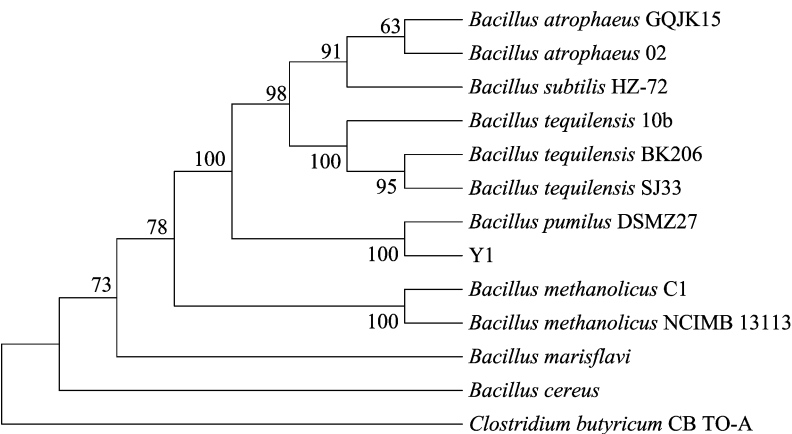 63
Bacillus atrophaeus GQJK15
91
Bacillus atrophaeus 02
98
Bacillus subtilis HZ-72
Bacillus tequilensis 10b
100
100
Bacillus tequilensis BK206
95
Bacillus tequilensis SJ33
78
Bacillus pumilus DSMZ27
100
Y1
73
Bacillus methanolicus C1
100
Bacillus methanolicus NCIMB 13113
Bacillus marisflavi
Bacillus cereus
Clostridium butyricum CB TO-A